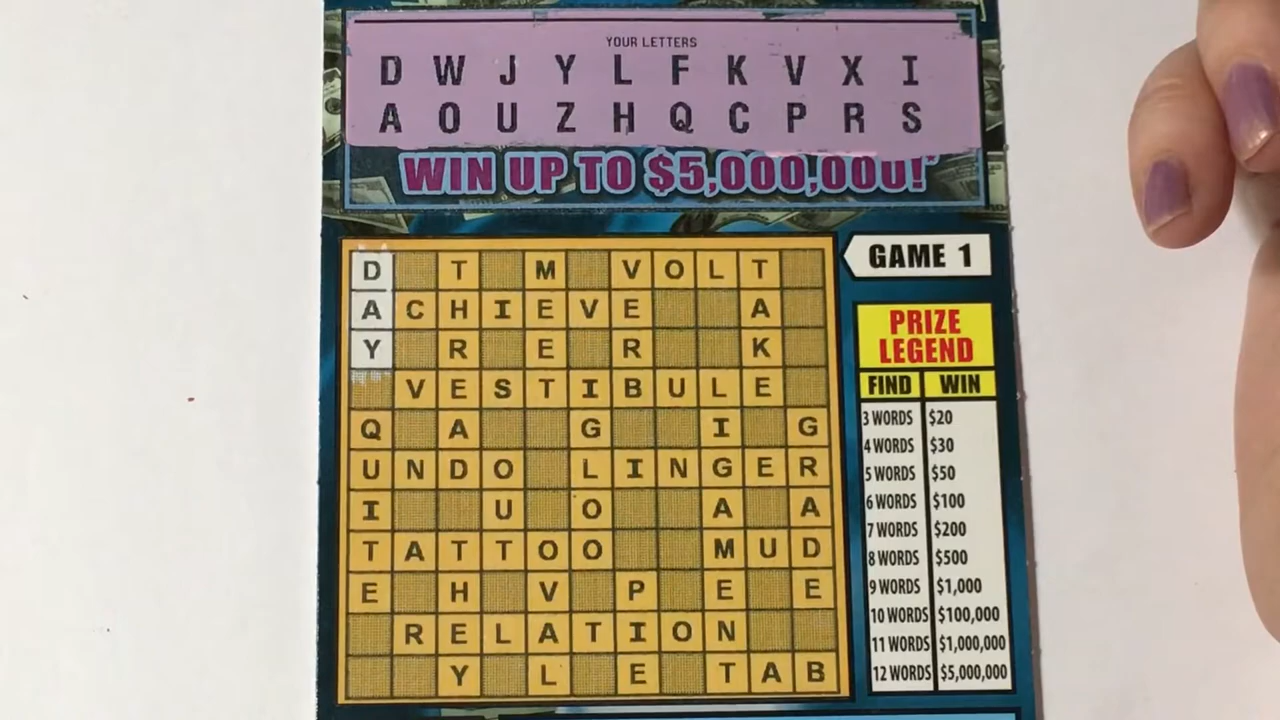 YOUR LETTERS
D W J Y L F K V X I
A O U Z H Q C P R S
WIN UP TO $5,000,000!*
GAME 1
D T M V O L T
A C H I E V E A
Y R E R K
V E S T I B U L E
Q A G I G
U N D O L I N G E R
I U O A A
T A T T O O M U D
E H V P E E
R E L A T I O N
Y L E T A B
PRIZE
LEGEND
FIND WIN
3 WORDS $20
4 WORDS $30
5 WORDS $50
6 WORDS $100
7 WORDS $200
8 WORDS $500
9 WORDS $1,000
10 WORDS $100,000
11 WORDS $1,000,000
12 WORDS $5,000,000